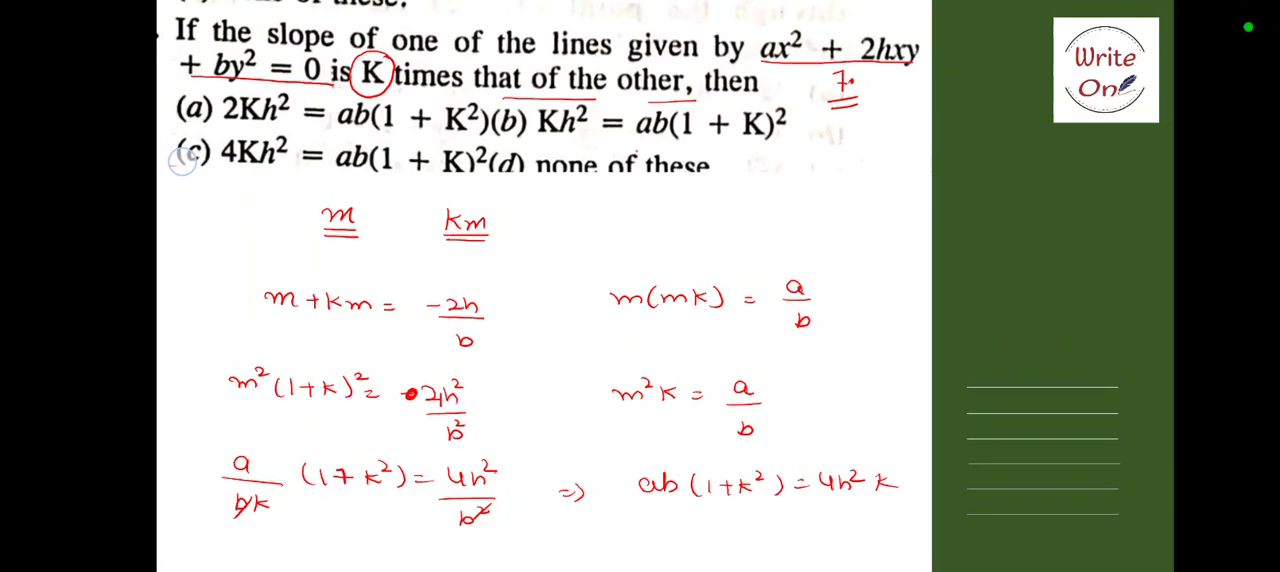 If the slope of one of the lines given by ax² + 2hxy
+ by² = 0 is K times that of the other, then
7.
(a) 2Kh² = ab(1 + K²)(b) Kh² = ab(1 + K)²
(c) 4Kh² = ab(1 + K)²(d) none of these
Write
On
m km
m + km = -2h/b m(mk) = a/b
m²(1+k)² = 4h²/b² m²k = a/b
a/bk (1+k²) = 4h²/b² => ab(1+k²) = 4h²k